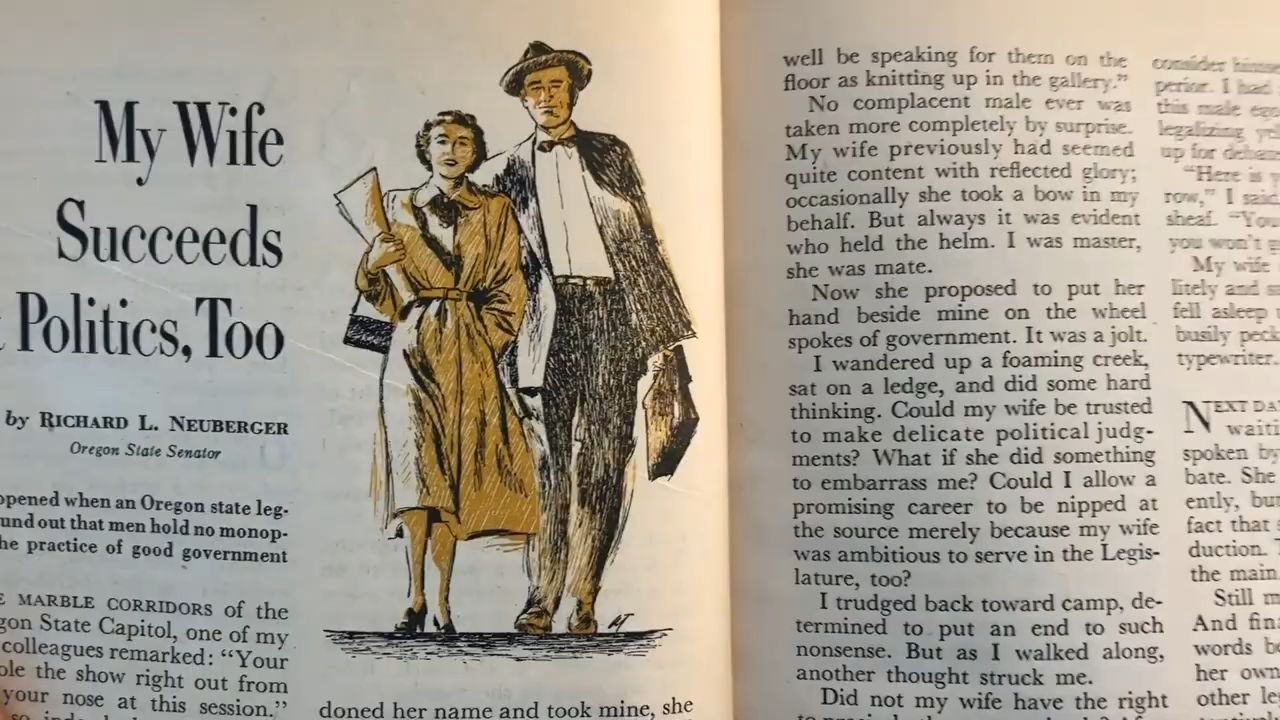 My Wife
Succeeds
Politics, Too
by RICHARD L. NEUBERGER
Oregon State Senator
opened when an Oregon state leg-
und out that men hold no monop-
he practice of good government
E MARBLE CORRIDORS of the
gon State Capitol, one of my
colleagues remarked: “Your
ole the show right out from
your nose at this session.”
doned her name and took mine, she
well be speaking for them on the
floor as knitting up in the gallery.”
No complacent male ever was
taken more completely by surprise.
My wife previously had seemed
quite content with reflected glory;
occasionally she took a bow in my
behalf. But always it was evident
who held the helm. I was master,
she was mate.
Now she proposed to put her
hand beside mine on the wheel
spokes of government. It was a jolt.
I wandered up a foaming creek,
sat on a ledge, and did some hard
thinking. Could my wife be trusted
to make delicate political judg-
ments? What if she did something
to embarrass me? Could I allow a
promising career to be nipped at
the source merely because my wife
was ambitious to serve in the Legis-
lature, too?
I trudged back toward camp, de-
termined to put an end to such
nonsense. But as I walked along,
another thought struck me.
Did not my wife have the right
consider
perior. I had
this male
legalizing
up for
“Here is
row,” I said
sheaf. “You
you won't
My wife
litely and
fell asleep
busily peck
typewriter.
NEXT DA
waiti
spoken by
bate. She
ently, bu
fact that
duction.
the main
Still m
And fina
words be
her own
other le